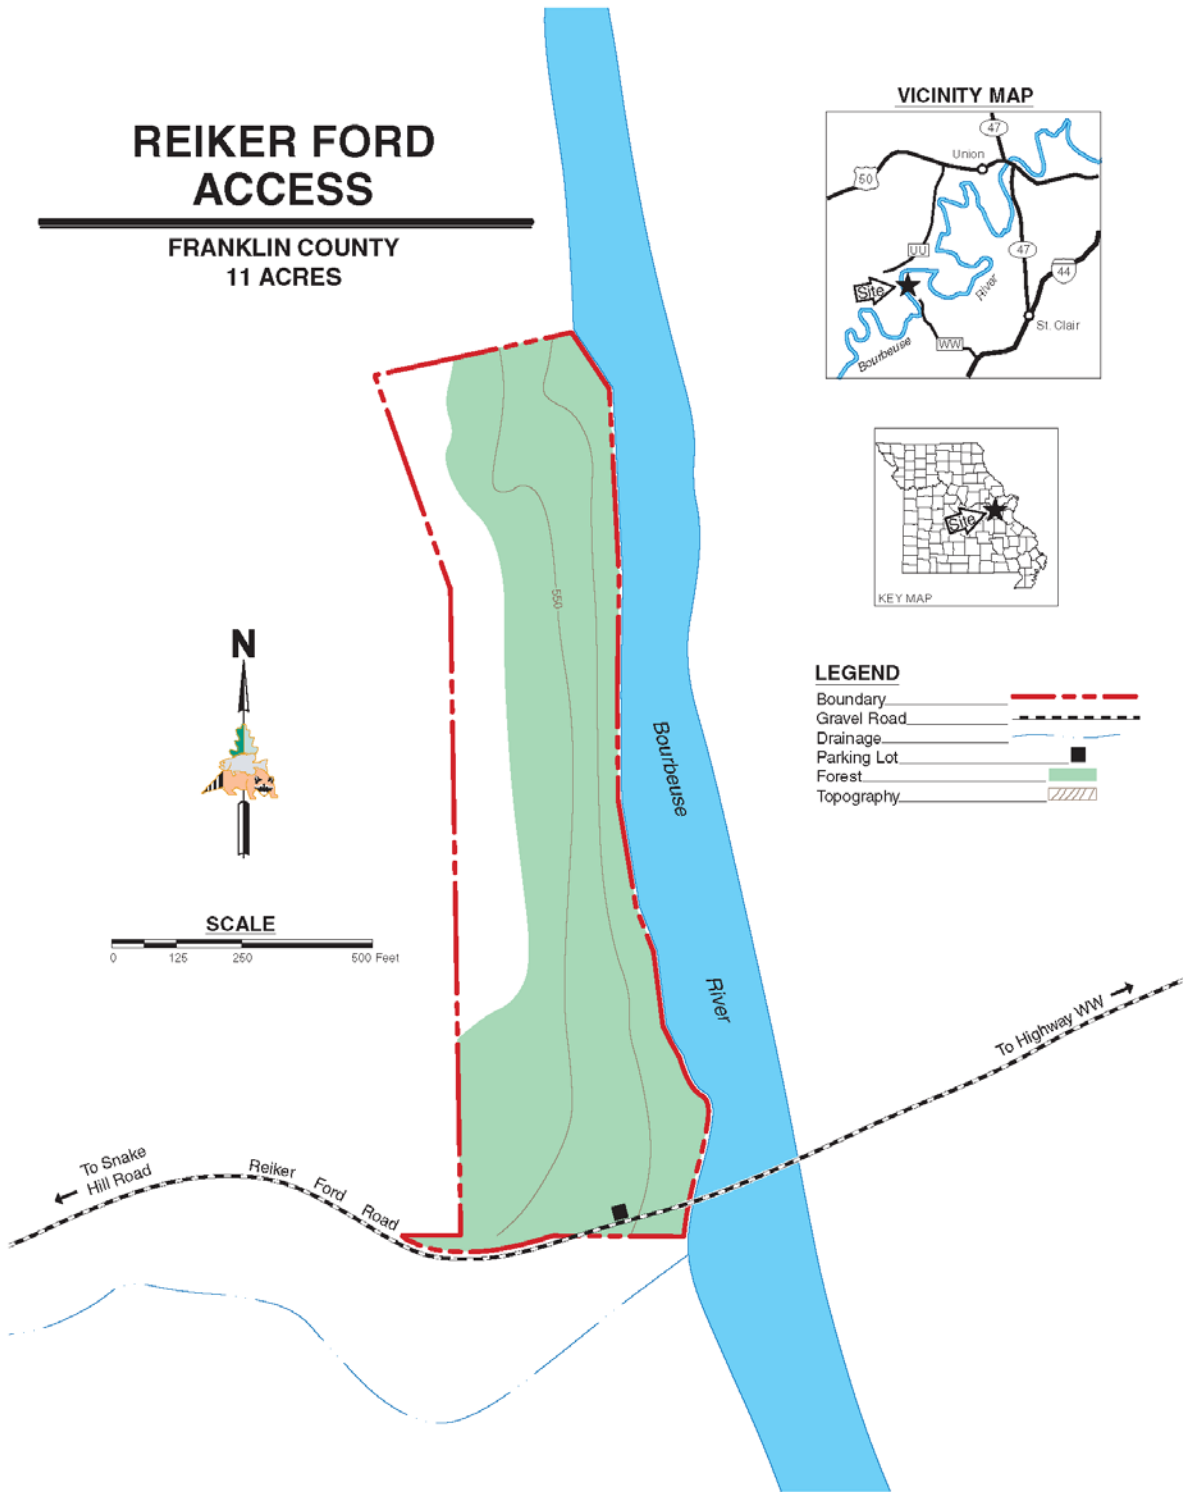 REIKER FORD
ACCESS
FRANKLIN COUNTY
11 ACRES
VICINITY MAP
47
Union
50
UU
47
44
Site
River
St. Clair
WW
Bourbeuse
Site
KEY MAP
550
N
LEGEND
Boundary
Gravel Road
Drainage
Parking Lot
Forest
Topography
Bourbeuse
River
SCALE
0 125 250 500 Feet
To Highway WW
To Snake
Hill Road
Reiker Ford Road